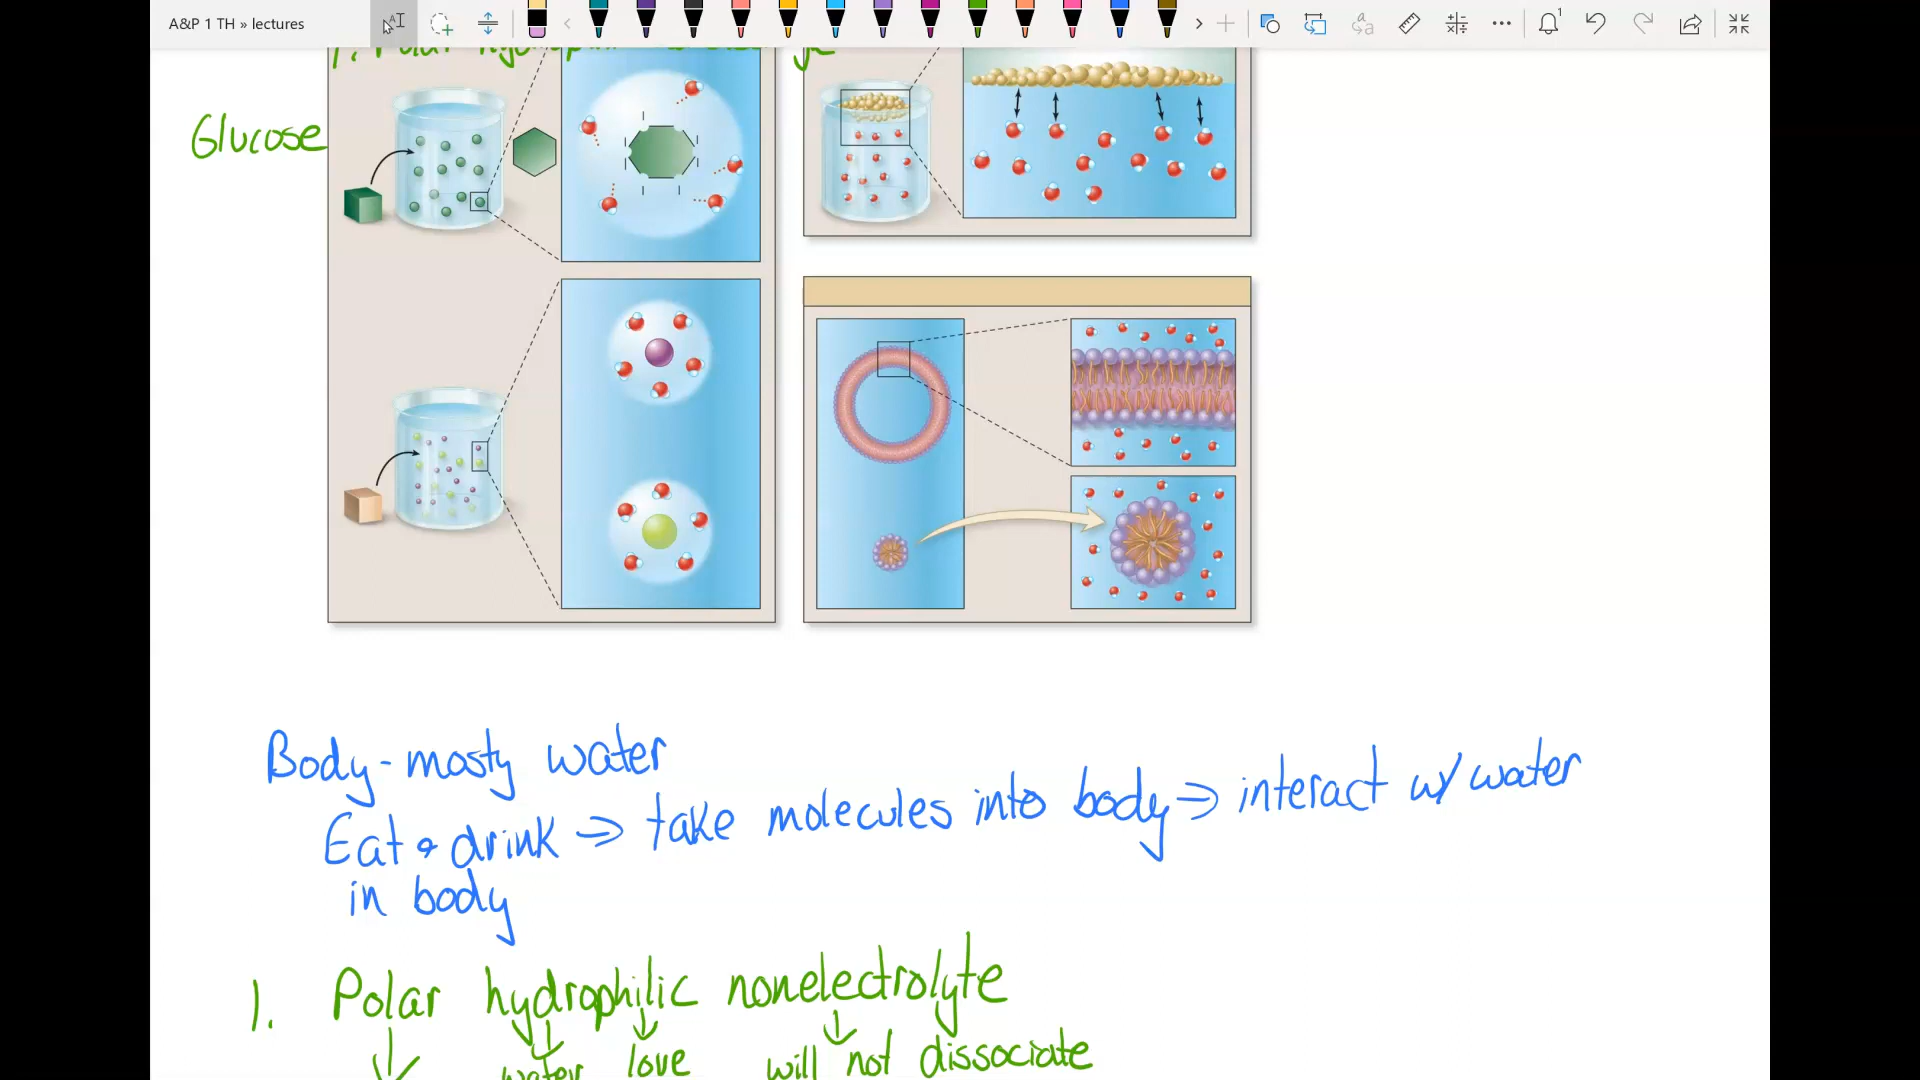 A&P 1 TH » lectures
Glucose
Body - mosty water
Eat & drink => take molecules into body => interact w/ water
in body
1. Polar hydrophilic nonelectrolyte
water love will not dissociate